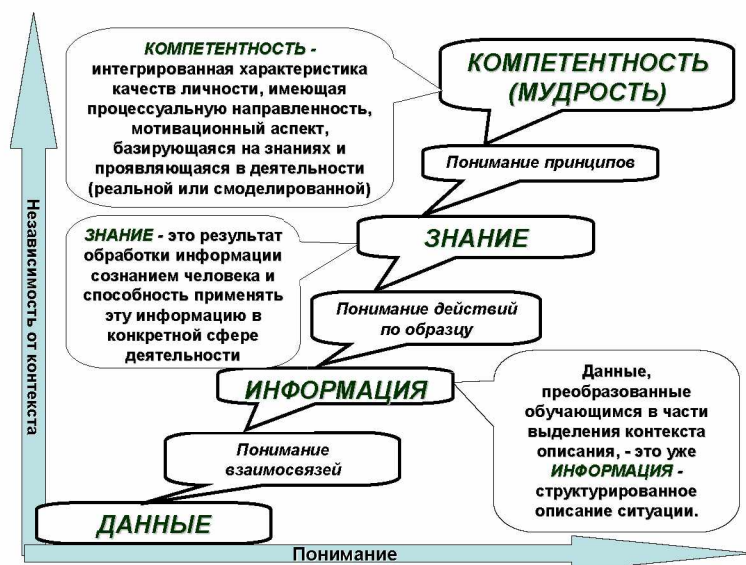 КОМПЕТЕНТНОСТЬ -
интегрированная характеристика
качеств личности, имеющая
процессуальную направленность,
мотивационный аспект,
базирующаяся на знаниях и
проявляющаяся в деятельности
(реальной или смоделированной)
КОМПЕТЕНТНОСТЬ
(МУДРОСТЬ)
Понимание принципов
ЗНАНИЕ - это результат
обработки информации
сознанием человека и
способность применять
эту информацию в
конкретной сфере
деятельности
ЗНАНИЕ
Понимание действий
по образцу
ИНФОРМАЦИЯ
Данные,
преобразованные
обучающимся в части
выделения контекста
описания, - это уже
ИНФОРМАЦИЯ -
структурированное
описание ситуации.
Понимание
взаимосвязей
ДАННЫЕ
Независимость от контекста
Понимание